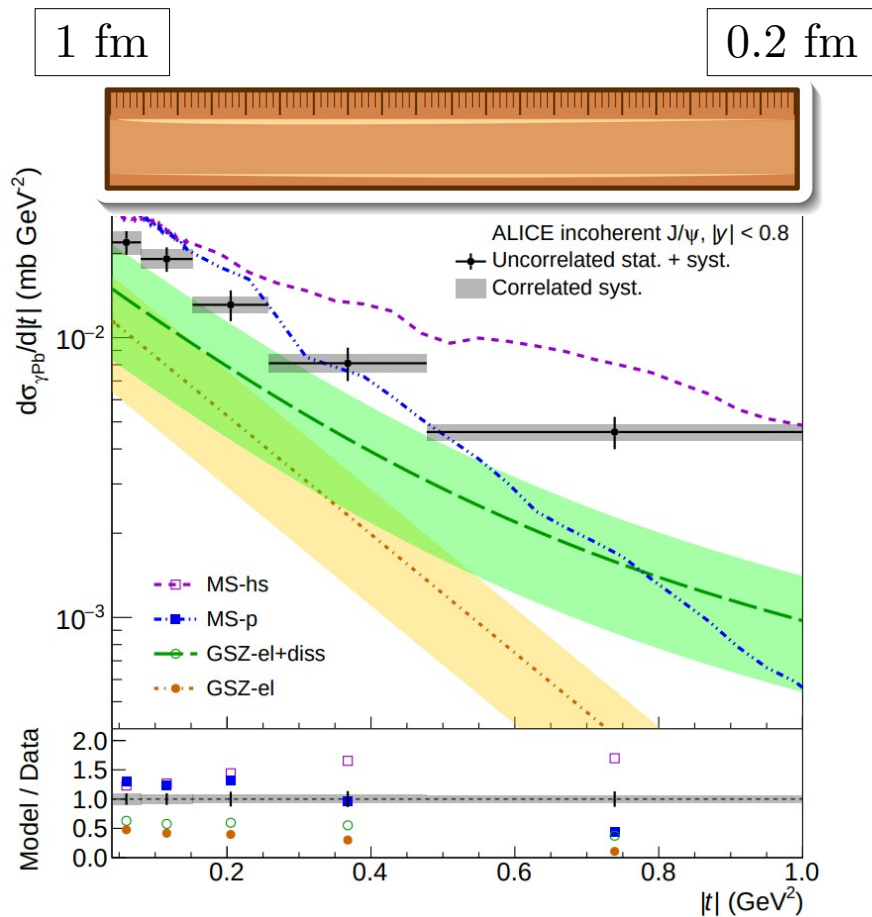 1 fm
0.2 fm
ALICE incoherent J/ψ, |y| < 0.8
Uncorrelated stat. + syst.
Correlated syst.
dσγPb/d|t| (mb GeV⁻²)
10⁻²
10⁻³
MS-hs
MS-p
GSZ-el+diss
GSZ-el
Model / Data
2.0
1.5
1.0
0.5
0.0
0.2
0.4
0.6
0.8
1.0
|t| (GeV²)